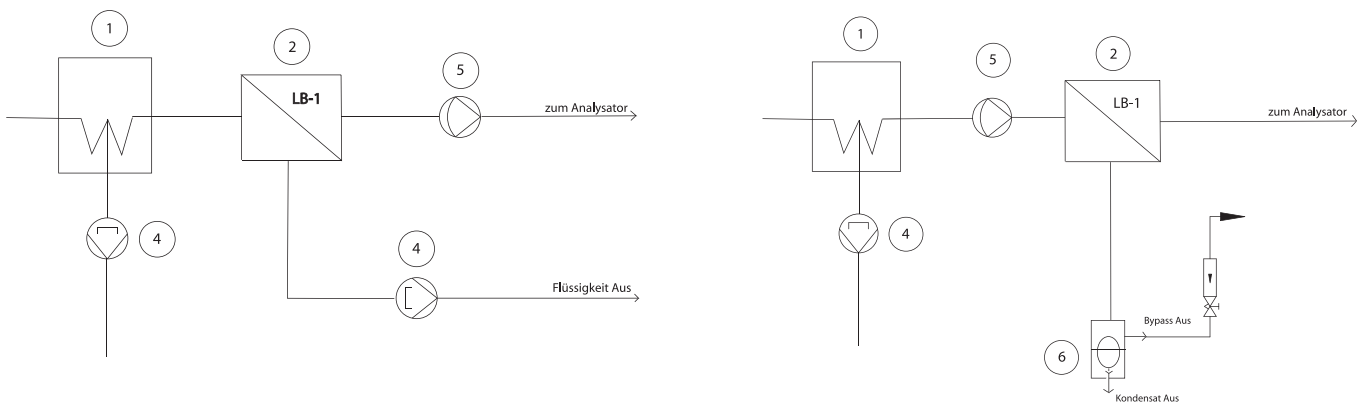 1
2
5
LB-1
zum Analysator
4
4
Flüssigkeit Aus
1
5
2
LB-1
zum Analysator
4
Bypass Aus
6
Kondensat Aus